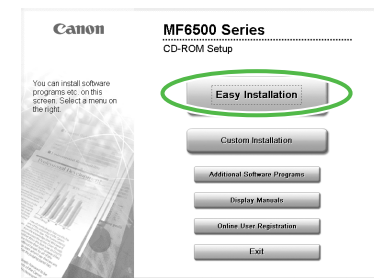 Canon
MF6500 Series
CD-ROM Setup
You can install software
programs etc. on this
screen. Select a menu on
the right.
Easy Installation
Custom Installation
Additional Software Programs
Display Manuals
Online User Registration
Exit